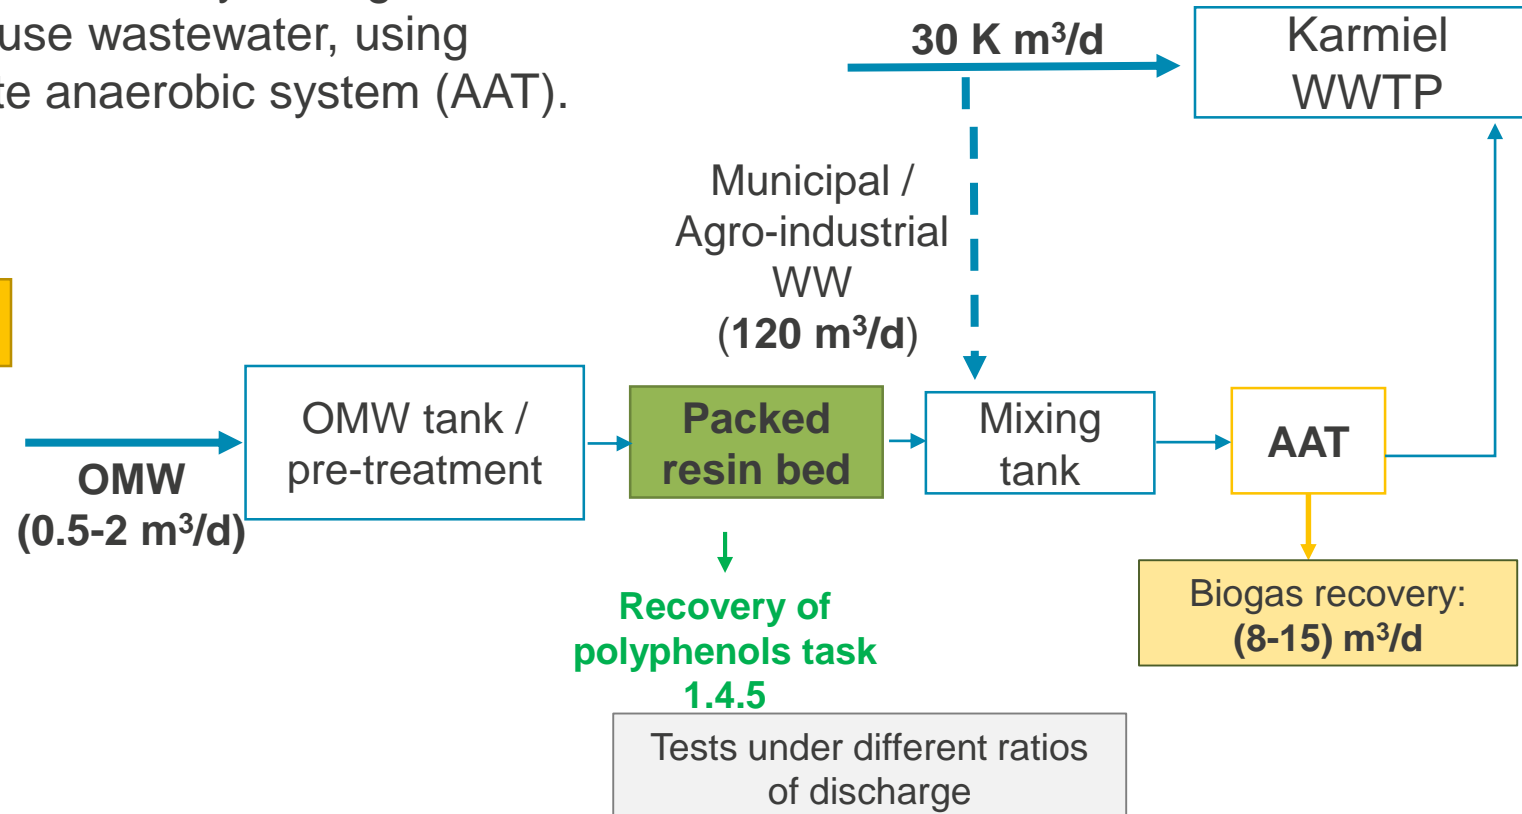 use wastewater, using
te anaerobic system (AAT).
30 K m³/d
Karmiel
WWTP
Municipal /
Agro-industrial
WW
(120 m³/d)
OMW
(0.5-2 m³/d)
OMW tank /
pre-treatment
Packed
resin bed
Mixing
tank
AAT
Recovery of
polyphenols task
1.4.5
Biogas recovery:
(8-15) m³/d
Tests under different ratios
of discharge